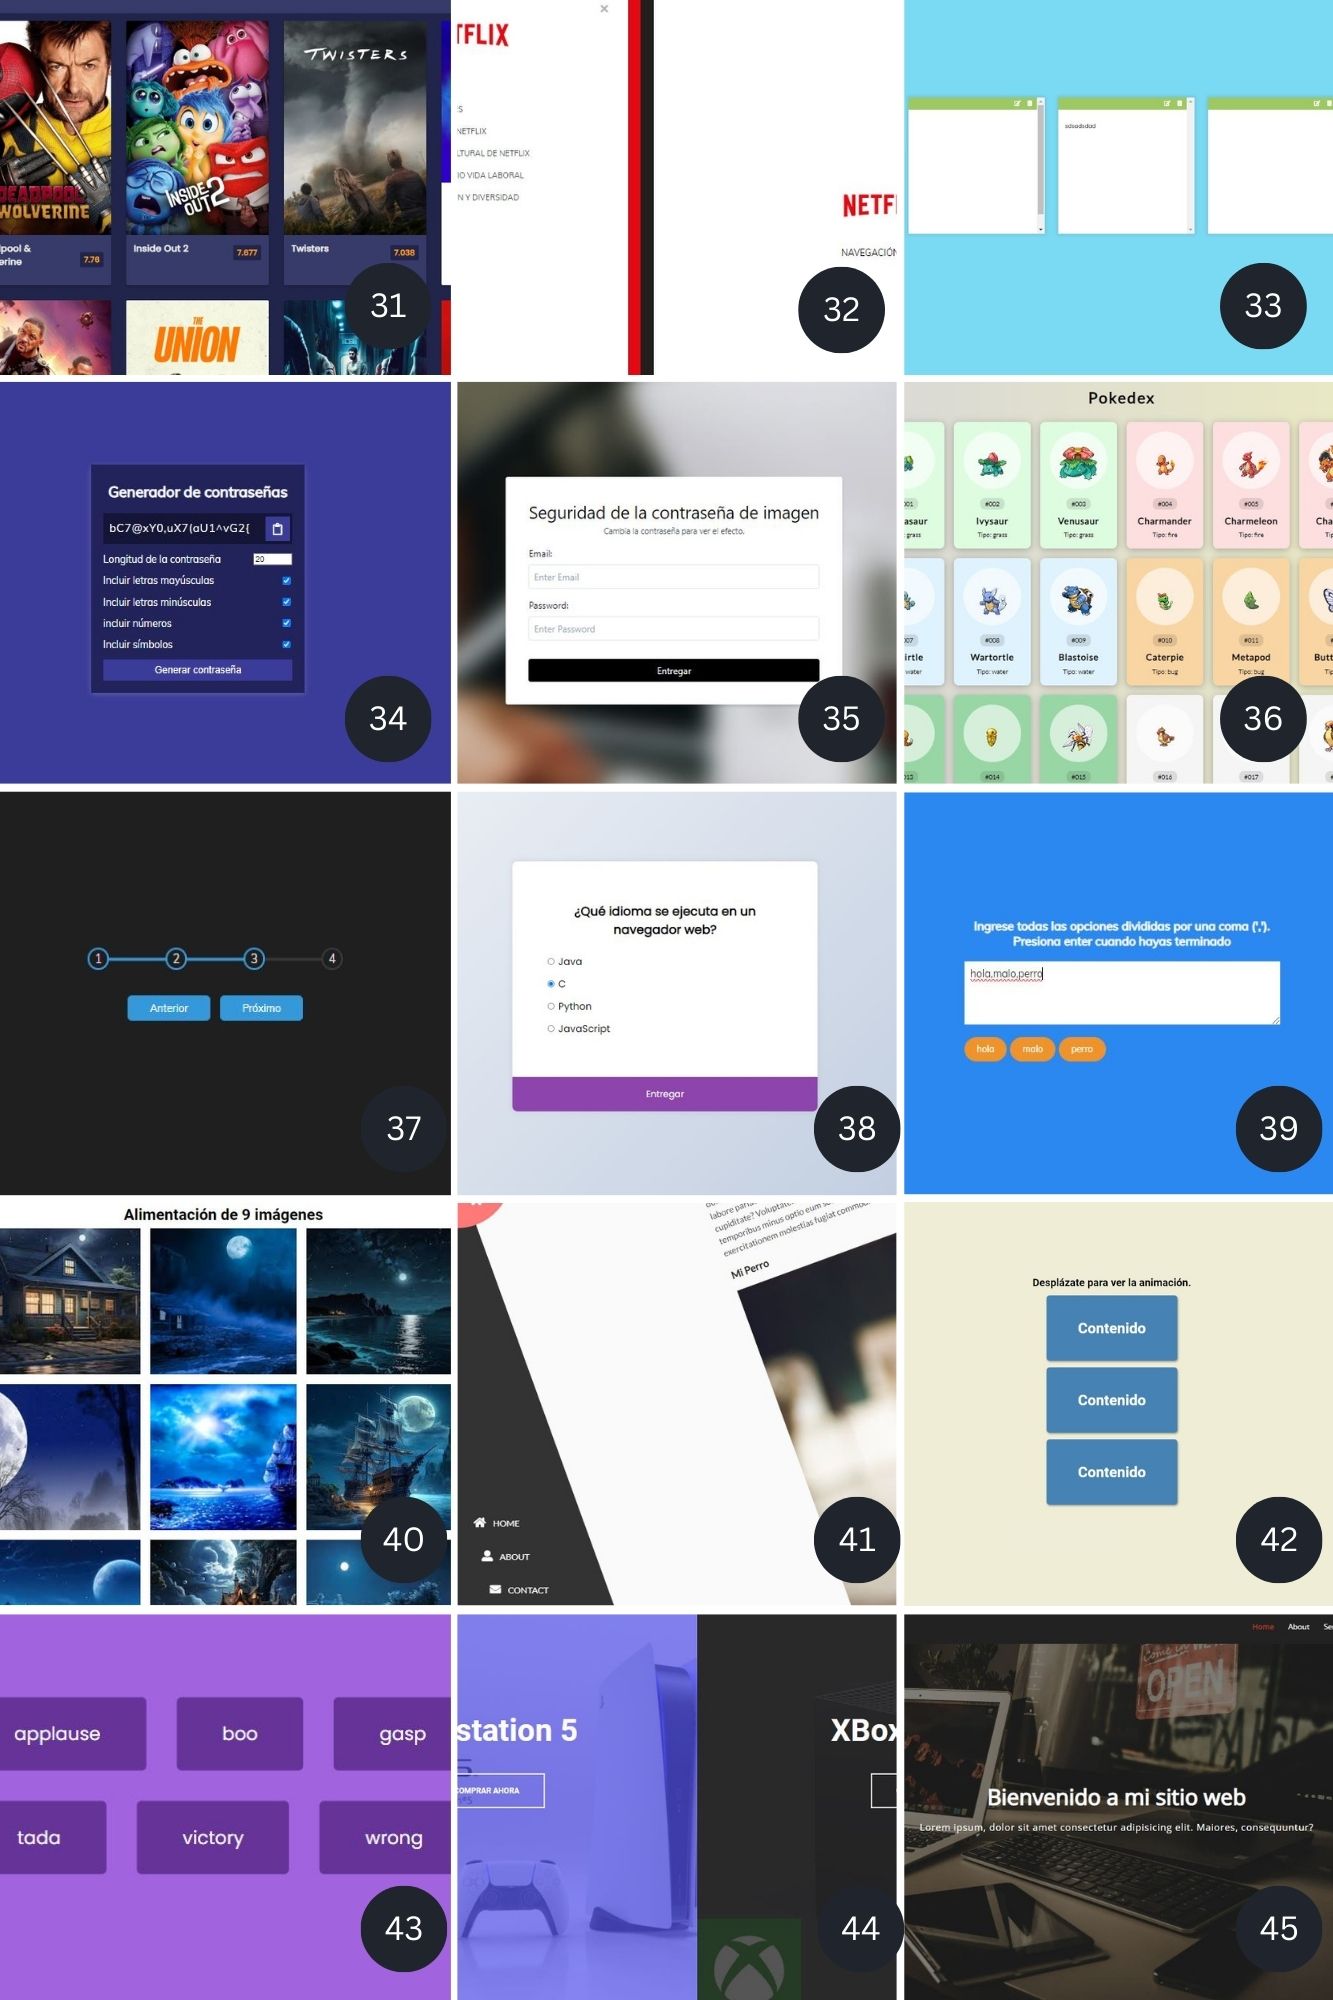 TWISTERS
DEADPOOL
WOLVERINE
INSIDE
OUT 2
7.76
Inside Out 2
7.677
Twisters
7.038
THE
UNION
31
×
TFLIX
S
NETFLIX
LTURAL DE NETFLIX
IO VIDA LABORAL
N Y DIVERSIDAD
NETF
NAVEGACIÓN
32
sdsadsdad
33
Generador de contraseñas
bC7@xY0,uX7(aU1^vG2{
Longitud de la contraseña
20
Incluir letras mayúsculas
Incluir letras minúsculas
incluir números
Incluir símbolos
Generar contraseña
34
Seguridad de la contraseña de imagen
Cambia la contraseña para ver el efecto.
Email:
Enter Email
Password:
Enter Password
Entregar
35
Pokedex
001 #002 #003 #004 #005 #006
asaur Ivysaur Venusaur Charmander Charmeleon Cha
grass Tipo: grass Tipo: grass Tipo: fire Tipo: fire Tipo: fire
007 #008 #009 #010 #011 #012
irtle Wartortle Blastoise Caterpie Metapod Butt
water Tipo: water Tipo: water Tipo: bug Tipo: bug Tipo: bug
013 #014 #015 #016 #017 #018
36
1 2 3 4
Anterior Próximo
37
¿Qué idioma se ejecuta en un
navegador web?
Java
C
Python
JavaScript
Entregar
38
Ingrese todas las opciones divididas por una coma (',').
Presiona enter cuando hayas terminado
hola,malo,perro
hola malo perro
39
Alimentación de 9 imágenes
40
cupiditate? Voluptat
temporibus minus optio eum
exercitationem molestias fugiat commo
Mi Perro
HOME
ABOUT
CONTACT
41
Desplázate para ver la animación.
Contenido
Contenido
Contenido
42
applause boo gasp
tada victory wrong
43
station 5
COMPRAR AHORA
XBox
44
Home About Se
OPEN
Bienvenido a mi sitio web
Lorem ipsum, dolor sit amet consectetur adipisicing elit. Maiores, consequuntur?
45